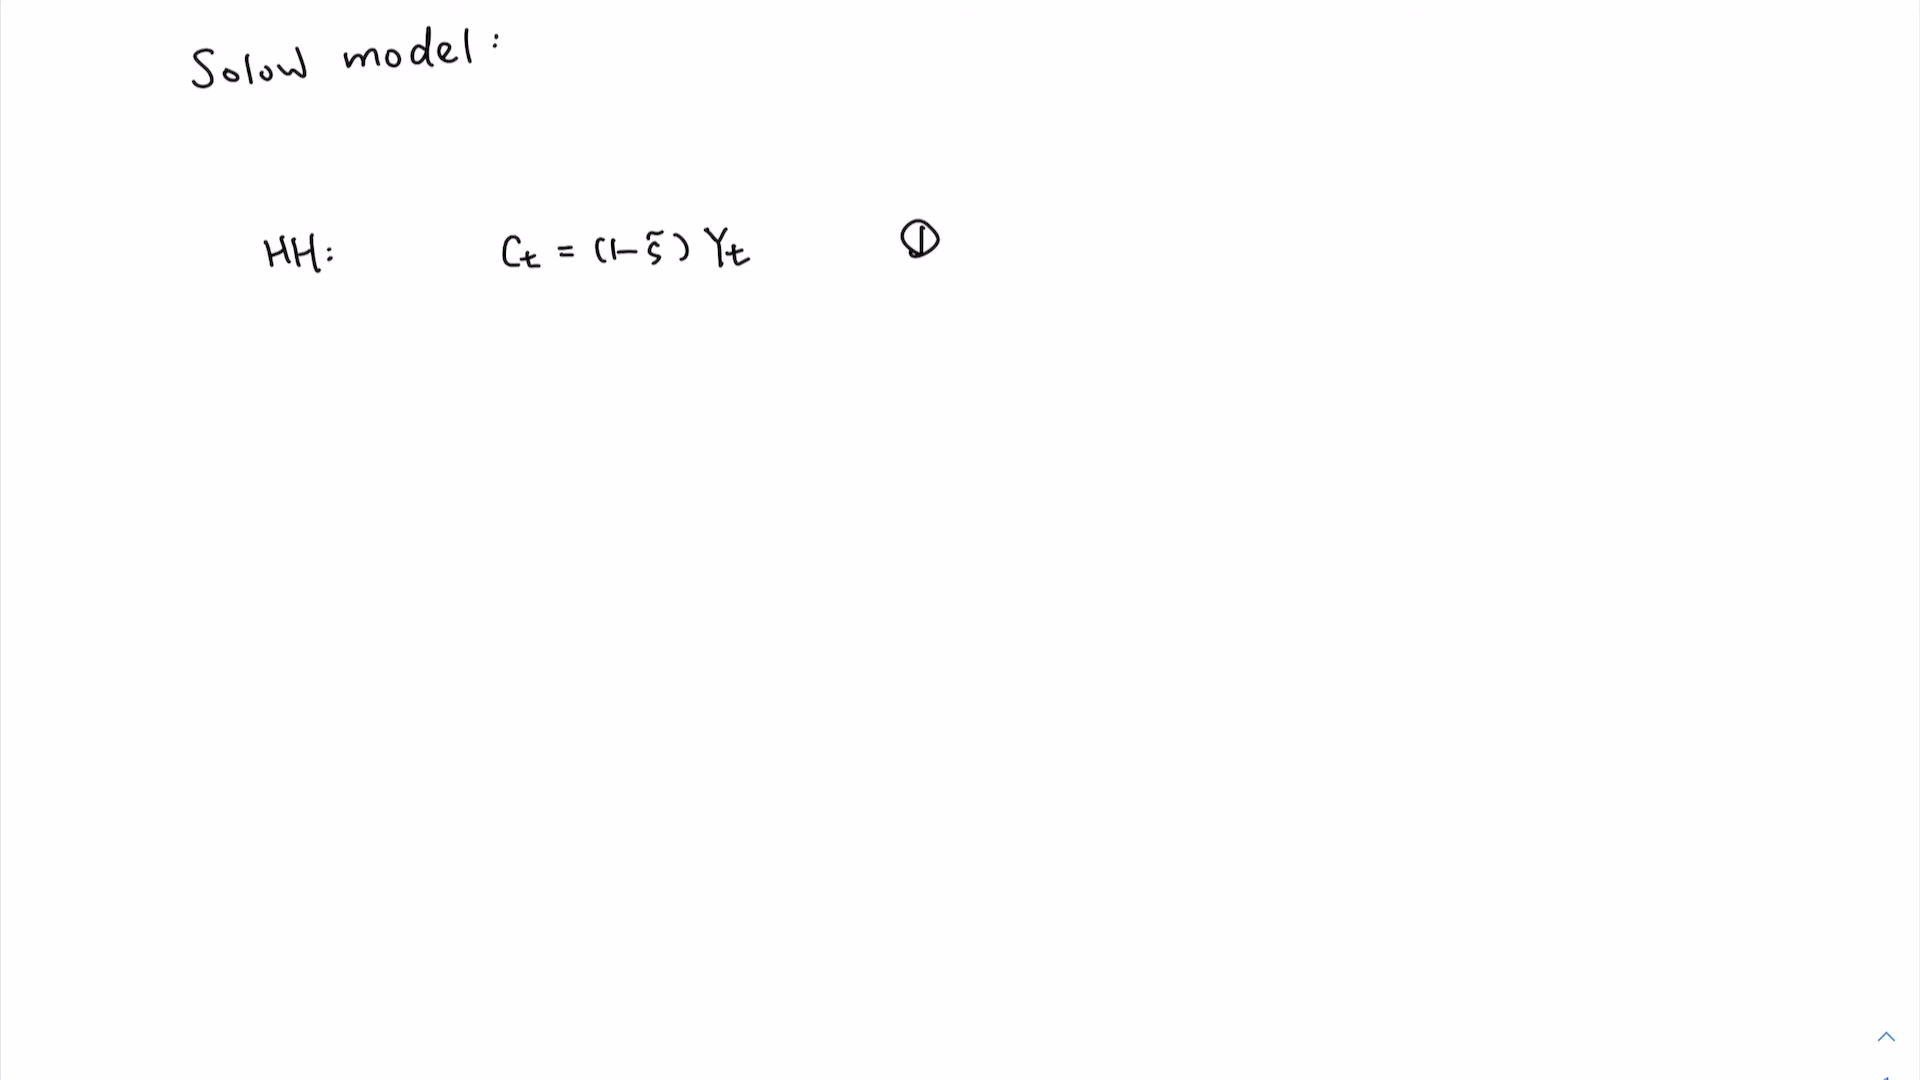 Solow model:
HH: Ct = (1-s̄) Yt ①